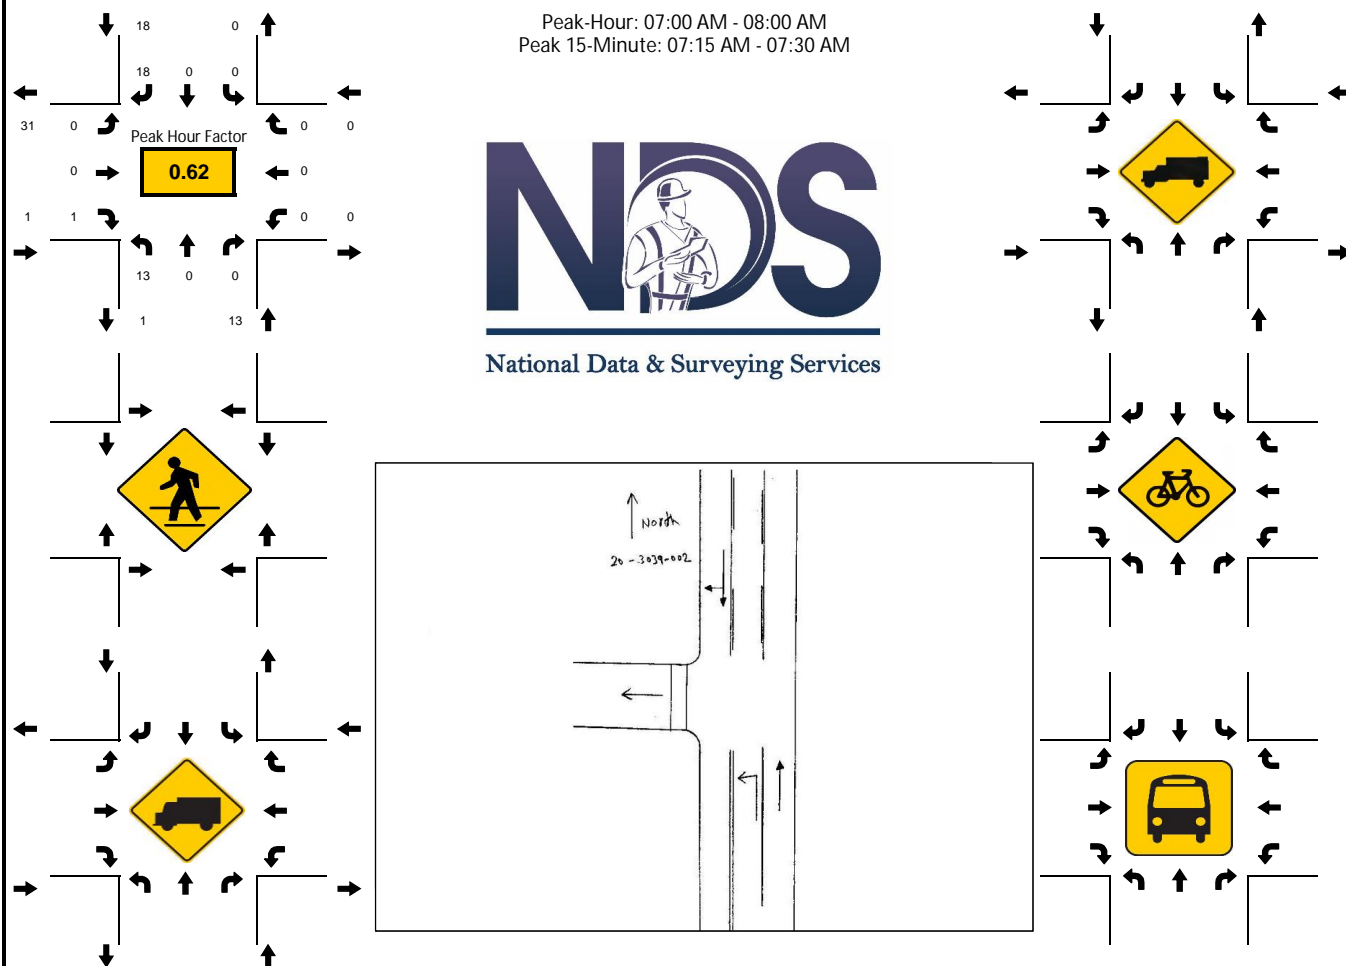 Peak-Hour: 07:00 AM - 08:00 AM
Peak 15-Minute: 07:15 AM - 07:30 AM
18 0
18 0 0
31 0 0 0
Peak Hour Factor
0 0.62 0
1 1 0 0
13 0 0
1 13
NDS
National Data & Surveying Services
North
20-3039-002